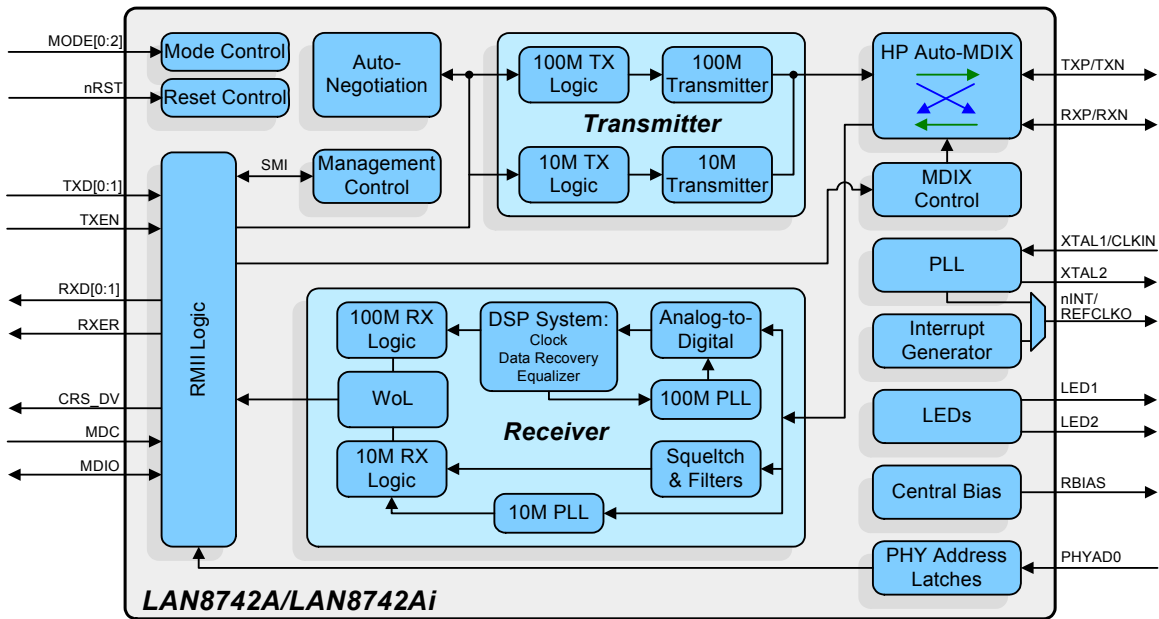 MODE[0:2]
nRST
TXD[0:1]
TXEN
RXD[0:1]
RXER
CRS_DV
MDC
MDIO
Mode Control
Reset Control
Auto-
Negotiation
SMI
Management
Control
RMII Logic
100M TX
Logic
100M
Transmitter
Transmitter
10M TX
Logic
10M
Transmitter
100M RX
Logic
DSP System:
Clock
Data Recovery
Equalizer
Analog-to-
Digital
100M PLL
WoL
Receiver
10M RX
Logic
Squeltch
& Filters
10M PLL
HP Auto-MDIX
MDIX
Control
PLL
Interrupt
Generator
LEDs
Central Bias
PHY Address
Latches
TXP/TXN
RXP/RXN
XTAL1/CLKIN
XTAL2
nINT/
REFCLKO
LED1
LED2
RBIAS
PHYAD0
LAN8742A/LAN8742Ai